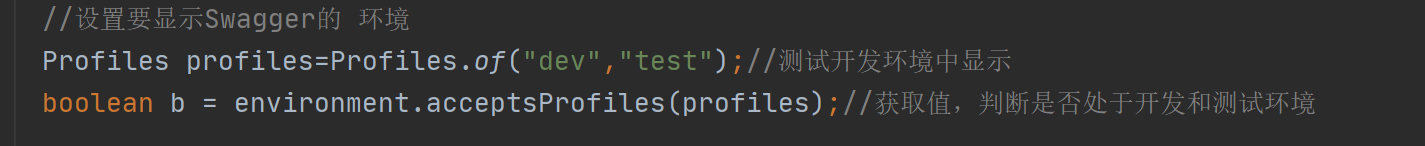 //设置要显示Swagger的 环境
Profiles profiles=Profiles.of("dev","test");//测试开发环境中显示
boolean b = environment.acceptsProfiles(profiles);//获取值，判断是否处于开发和测试环境